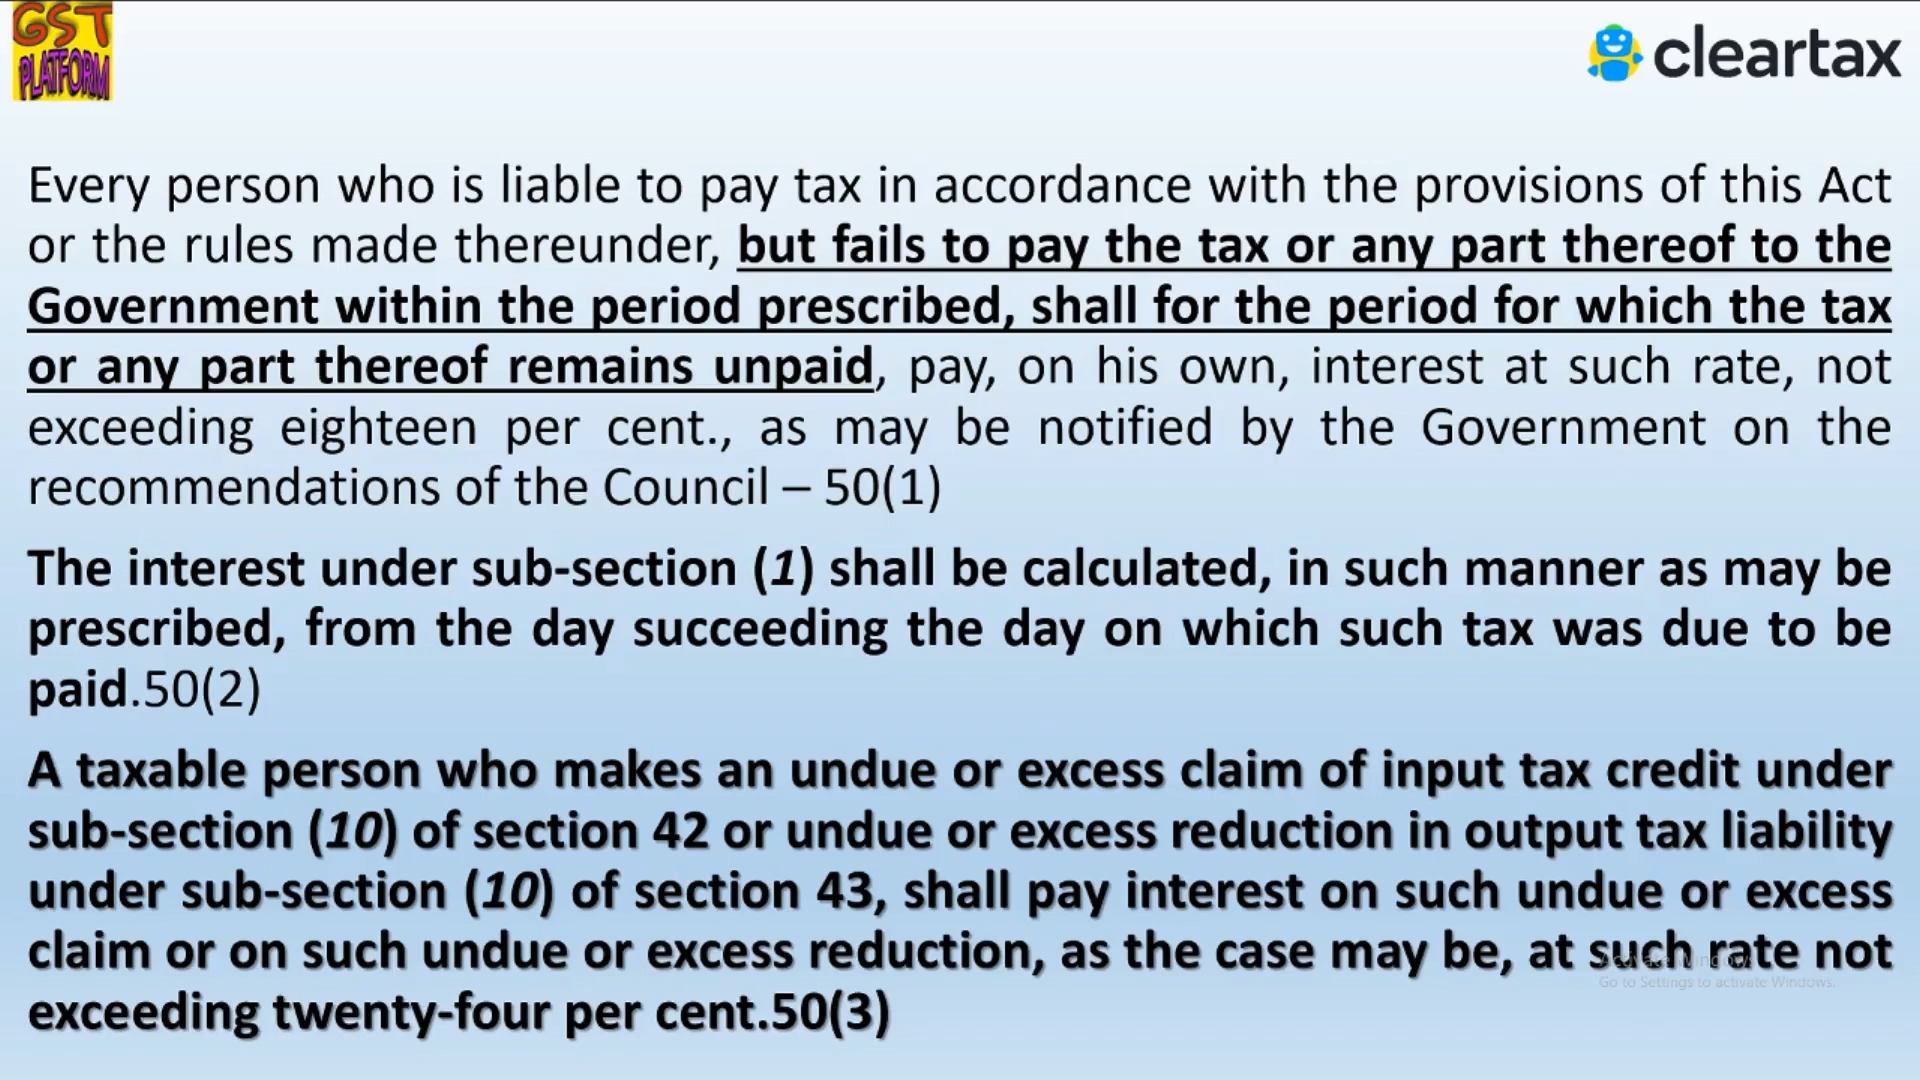 GST
PLATFORM
cleartax
Every person who is liable to pay tax in accordance with the provisions of this Act
or the rules made thereunder, but fails to pay the tax or any part thereof to the
Government within the period prescribed, shall for the period for which the tax
or any part thereof remains unpaid, pay, on his own, interest at such rate, not
exceeding eighteen per cent., as may be notified by the Government on the
recommendations of the Council – 50(1)
The interest under sub-section (1) shall be calculated, in such manner as may be
prescribed, from the day succeeding the day on which such tax was due to be
paid.50(2)
A taxable person who makes an undue or excess claim of input tax credit under
sub-section (10) of section 42 or undue or excess reduction in output tax liability
under sub-section (10) of section 43, shall pay interest on such undue or excess
claim or on such undue or excess reduction, as the case may be, at such rate not
exceeding twenty-four per cent.50(3)
Activate Windows
Go to Settings to activate Windows.